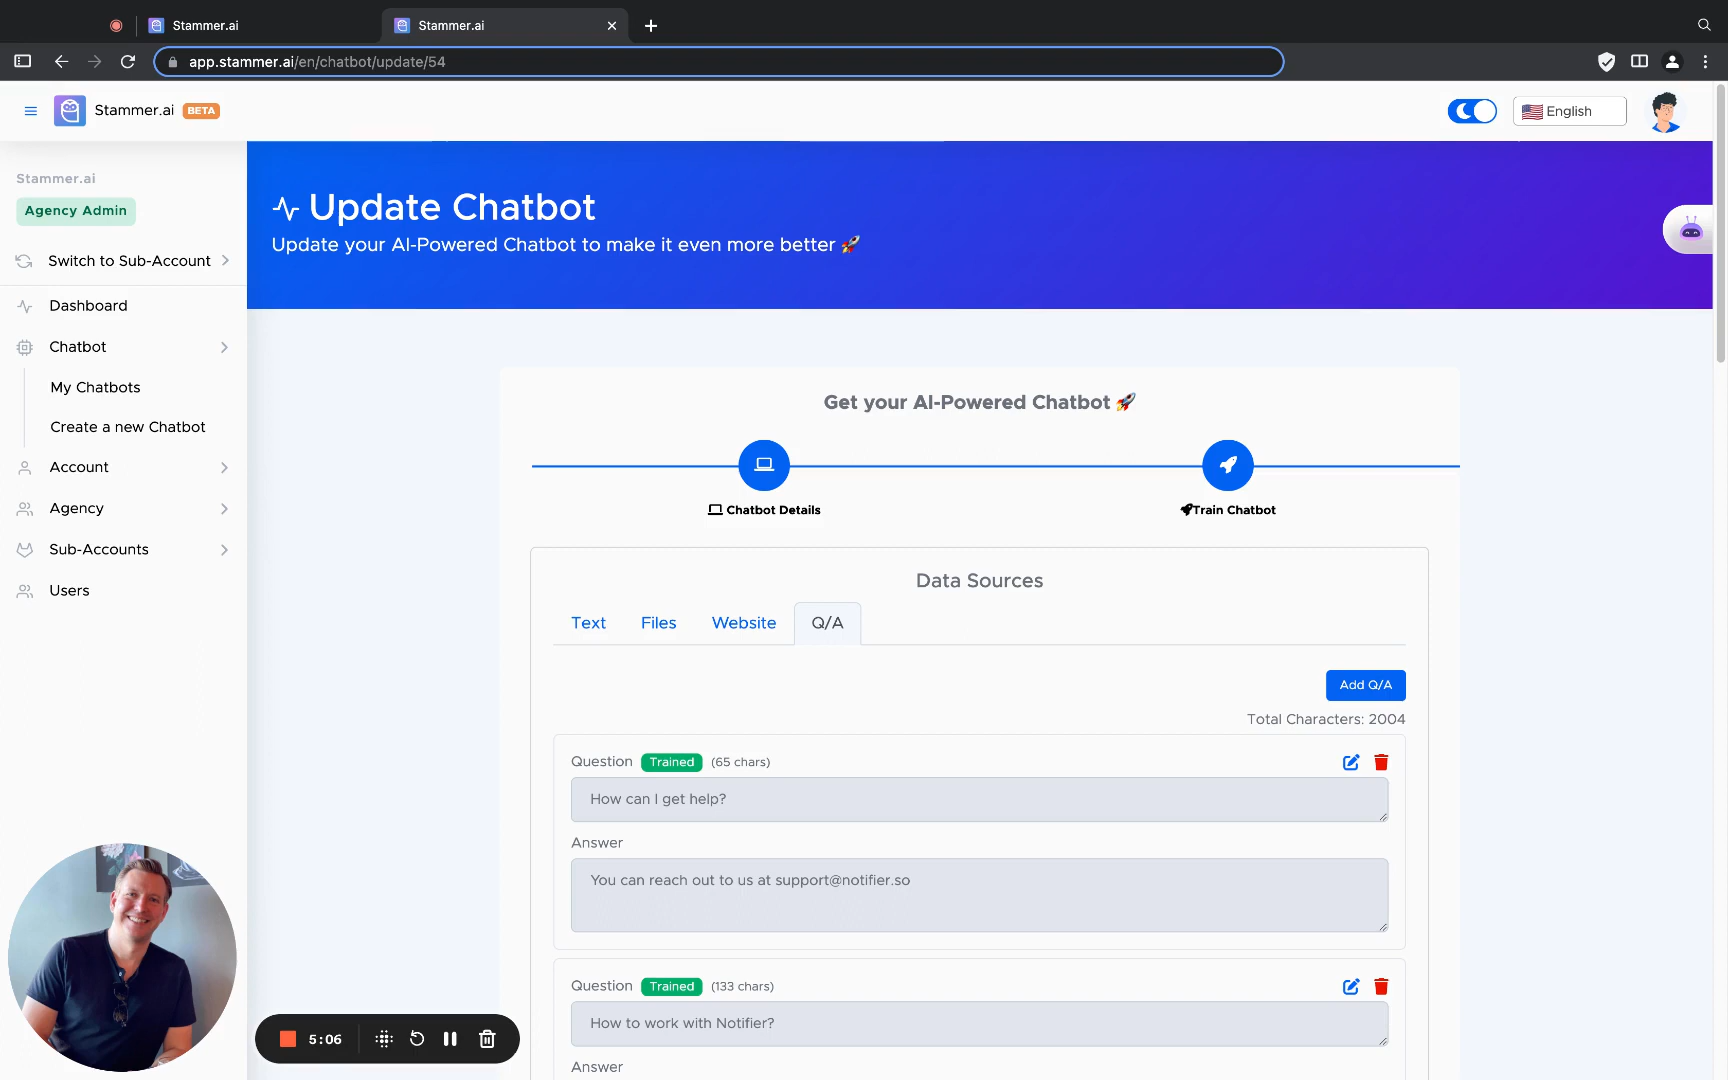 Stammer.ai
Stammer.ai
app.stammer.ai/en/chatbot/update/54
Stammer.ai BETA
English
Stammer.ai
Agency Admin
Switch to Sub-Account
Dashboard
Chatbot
My Chatbots
Create a new Chatbot
Account
Agency
Sub-Accounts
Users
Update Chatbot
Update your AI-Powered Chatbot to make it even more better 🚀
Get your AI-Powered Chatbot 🚀
Chatbot Details
Train Chatbot
Data Sources
Text Files Website Q/A
Add Q/A
Total Characters: 2004
Question Trained (65 chars)
How can I get help?
Answer
You can reach out to us at support@notifier.so
Question Trained (133 chars)
How to work with Notifier?
Answer
5:06